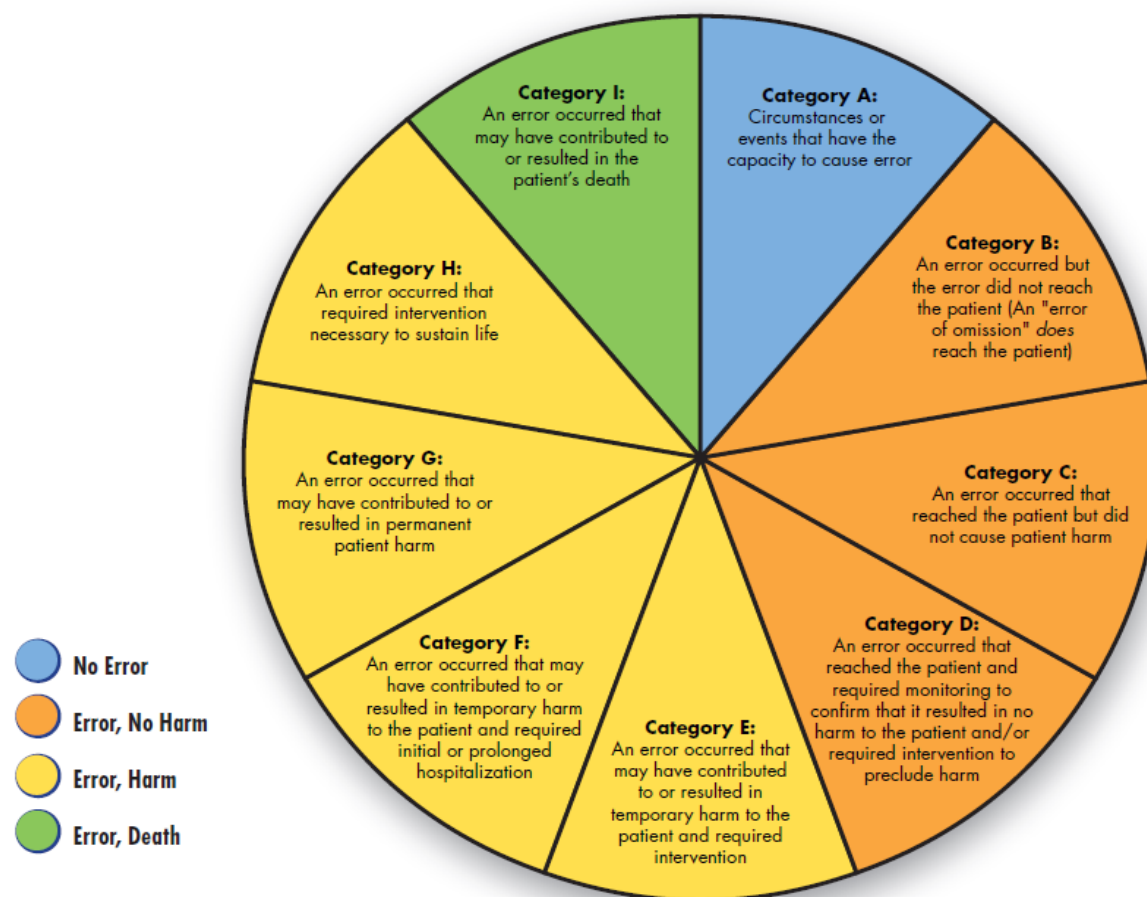 Category I:
An error occurred that
may have contributed to
or resulted in the
patient's death
Category A:
Circumstances or
events that have the
capacity to cause error
Category B:
An error occurred but
the error did not reach
the patient (An "error
of omission" does
reach the patient)
Category C:
An error occurred that
reached the patient but did
not cause patient harm
Category D:
An error occurred that
reached the patient and
required monitoring to
confirm that it resulted in no
harm to the patient and/or
required intervention to
preclude harm
Category E:
An error occurred that
may have contributed
to or resulted in
temporary harm to the
patient and required
intervention
Category F:
An error occurred that may
have contributed to or
resulted in temporary harm
to the patient and required
initial or prolonged
hospitalization
Category G:
An error occurred that
may have contributed to or
resulted in permanent
patient harm
Category H:
An error occurred that
required intervention
necessary to sustain life
No Error
Error, No Harm
Error, Harm
Error, Death